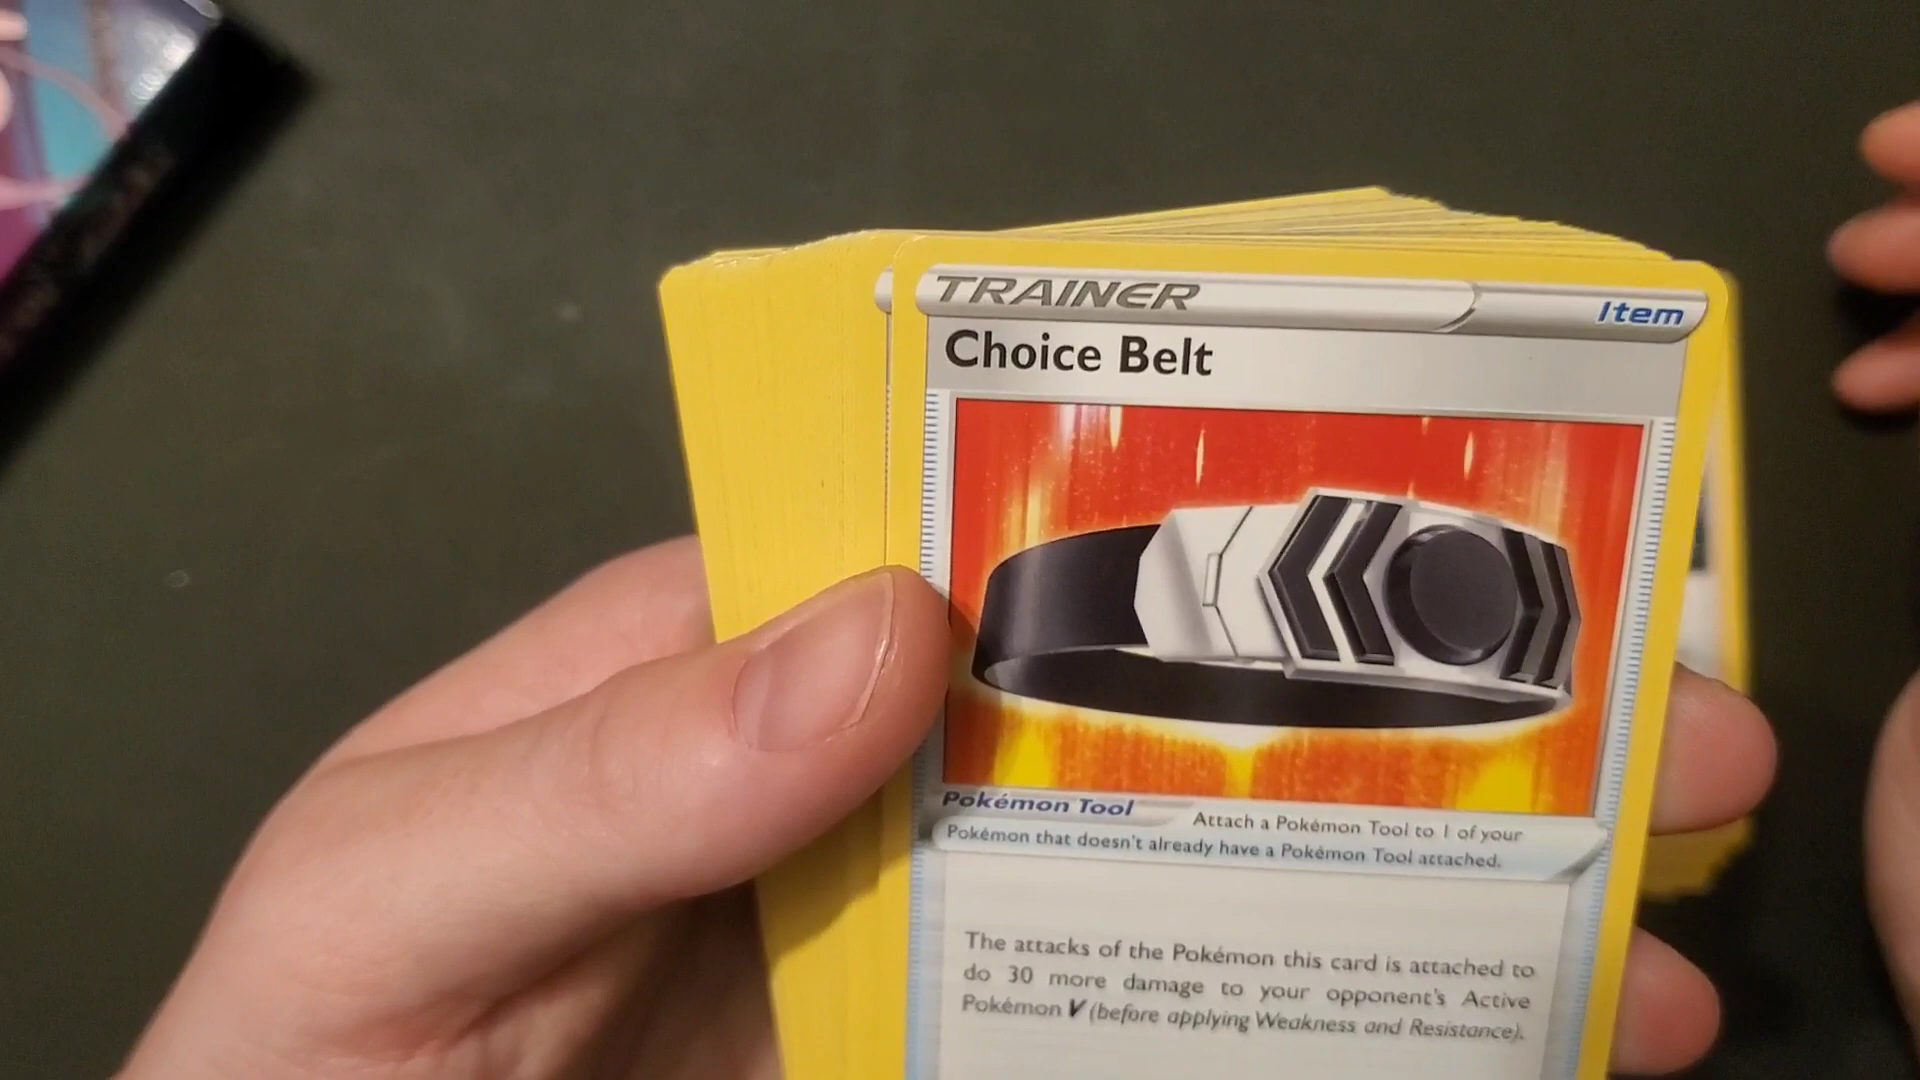 TRAINER
Item
Choice Belt
Pokémon Tool
Attach a Pokémon Tool to 1 of your
Pokémon that doesn't already have a Pokémon Tool attached.
The attacks of the Pokémon this card is attached to
do 30 more damage to your opponent's Active
Pokémon V (before applying Weakness and Resistance).